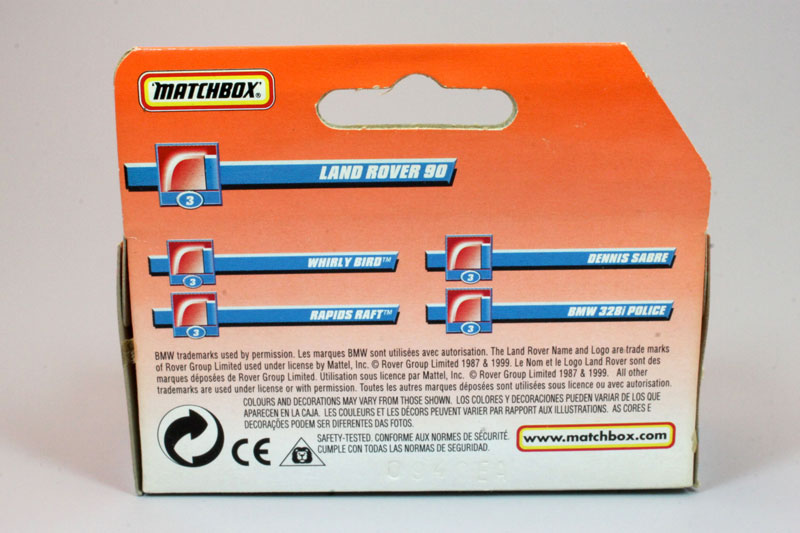 MATCHBOX®
LAND ROVER 90
3
WHIRLY BIRD™
3
DENNIS SABRE
3
RAPIDS RAFT™
3
BMW 328i POLICE
3
BMW trademarks used by permission. Les marques BMW sont utilisées avec autorisation. The Land Rover Name and Logo are trade marks
of Rover Group Limited used under license by Mattel, Inc. © Rover Group Limited 1987 & 1999. Le Nom et le Logo Land Rover sont des
marques déposées de Rover Group Limited. Utilisation sous licence par Mattel, Inc. © Rover Group Limited 1987 & 1999. All other
trademarks are used under license or with permission. Toutes les autres marques déposées sont utilisées sous licence ou avec autorisation.
COLOURS AND DECORATIONS MAY VARY FROM THOSE SHOWN. LOS COLORES Y DECORACIONES PUEDEN VARIAR DE LOS QUE
APARECEN EN LA CAJA. LES COULEURS ET LES DÉCORS PEUVENT VARIER PAR RAPPORT AUX ILLUSTRATIONS. AS CORES E
DECORAÇÕES PODEM SER DIFERENTES DAS FOTOS.
CE
SAFETY-TESTED. CONFORME AUX NORMES DE SÉCURITÉ.
CUMPLE CON TODAS LAS NORMAS DE SEGURIDAD.
www.matchbox.com